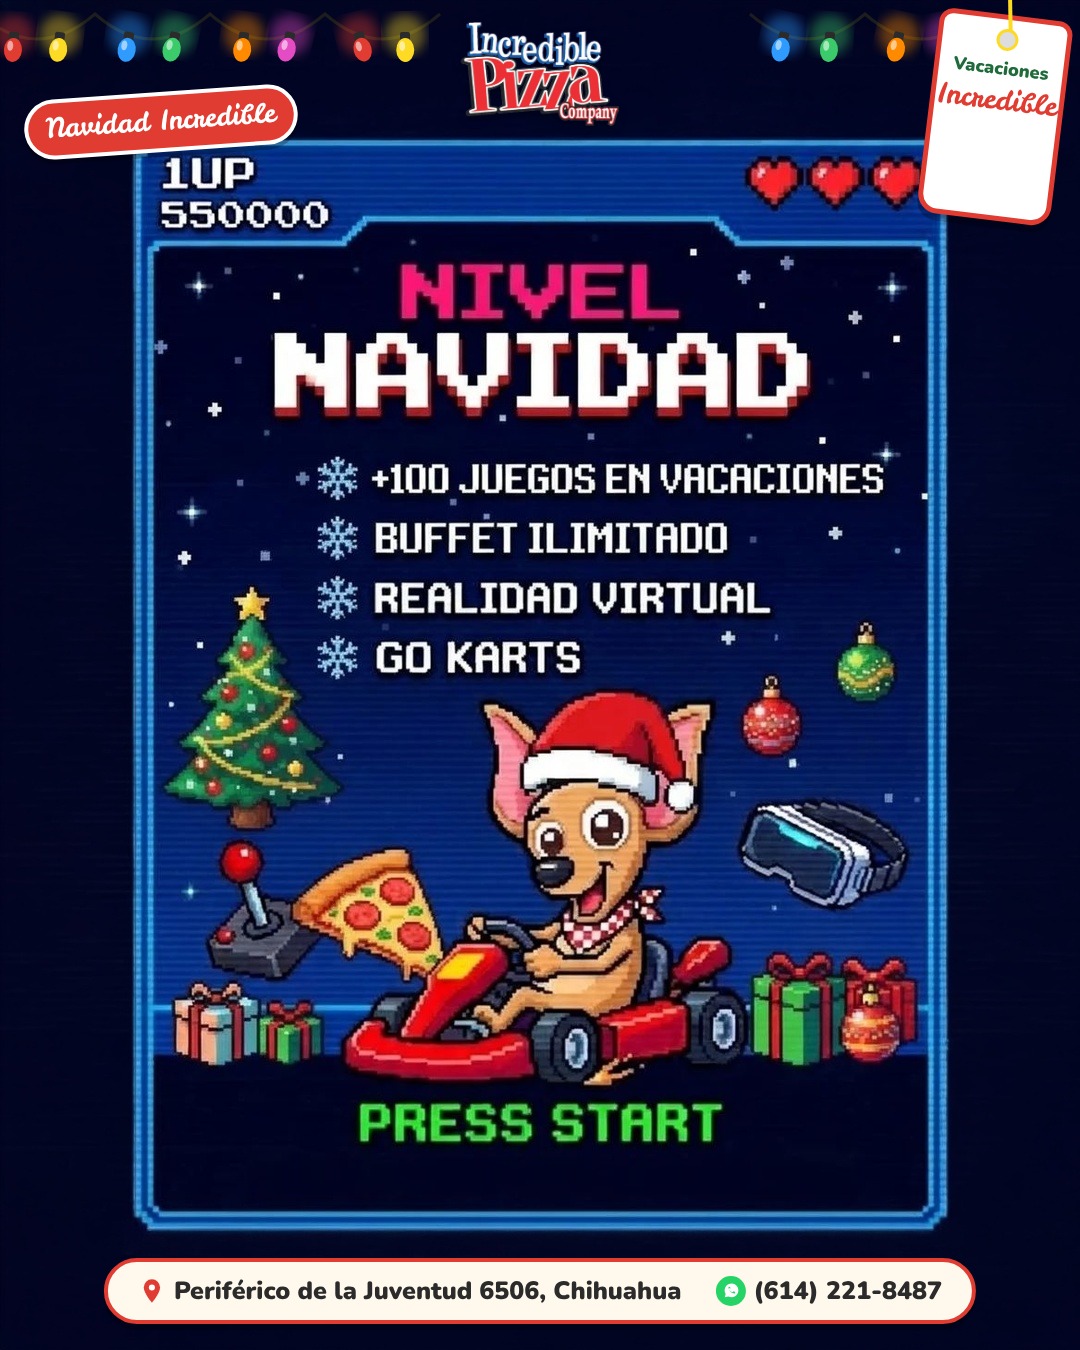 Incredible
Pizza
Company
Navidad Incredible
Vacaciones
Incredible
1UP
550000
NIVEL
NAVIDAD
+100 JUEGOS EN VACACIONES
BUFFET ILIMITADO
REALIDAD VIRTUAL
GO KARTS
PRESS START
Periférico de la Juventud 6506, Chihuahua
(614) 221-8487